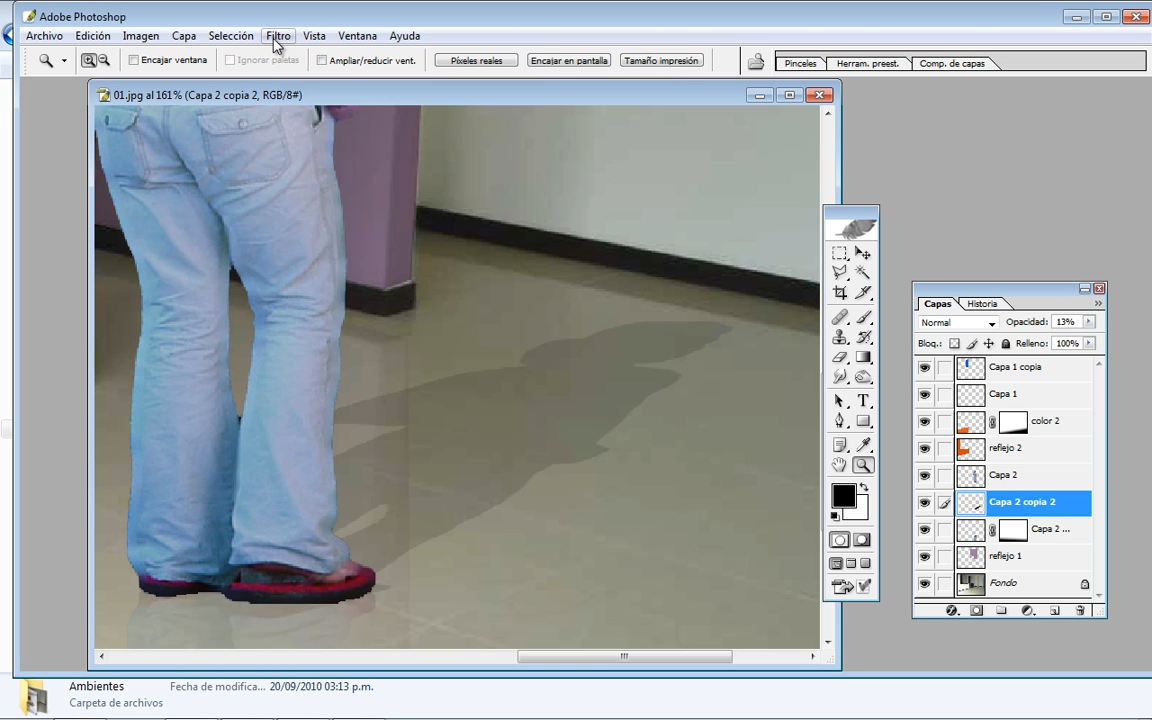 Adobe Photoshop
Archivo Edición Imagen Capa Selección Filtro Vista Ventana Ayuda
Encajar ventana Ignorar paletas Ampliar/reducir vent. Píxeles reales Encajar en pantalla Tamaño impresión Pinceles Herram. preest. Comp. de capas
01.jpg al 161% (Capa 2 copia 2, RGB/8#)
Capas Historia
Normal Opacidad: 13%
Bloq.: Relleno: 100%
Capa 1 copia
Capa 1
color 2
reflejo 2
Capa 2
Capa 2 copia 2
Capa 2 ...
reflejo 1
Fondo
Ambientes Fecha de modifica... 20/09/2010 03:13 p.m.
Carpeta de archivos